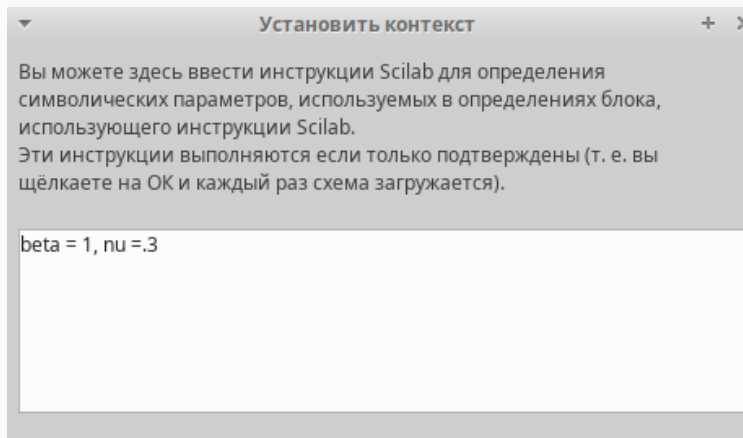 Установить контекст
Вы можете здесь ввести инструкции Scilab для определения
символических параметров, используемых в определениях блока,
использующего инструкции Scilab.
Эти инструкции выполняются если только подтверждены (т. е. вы
щёлкаете на ОК и каждый раз схема загружается).
beta = 1, nu =.3